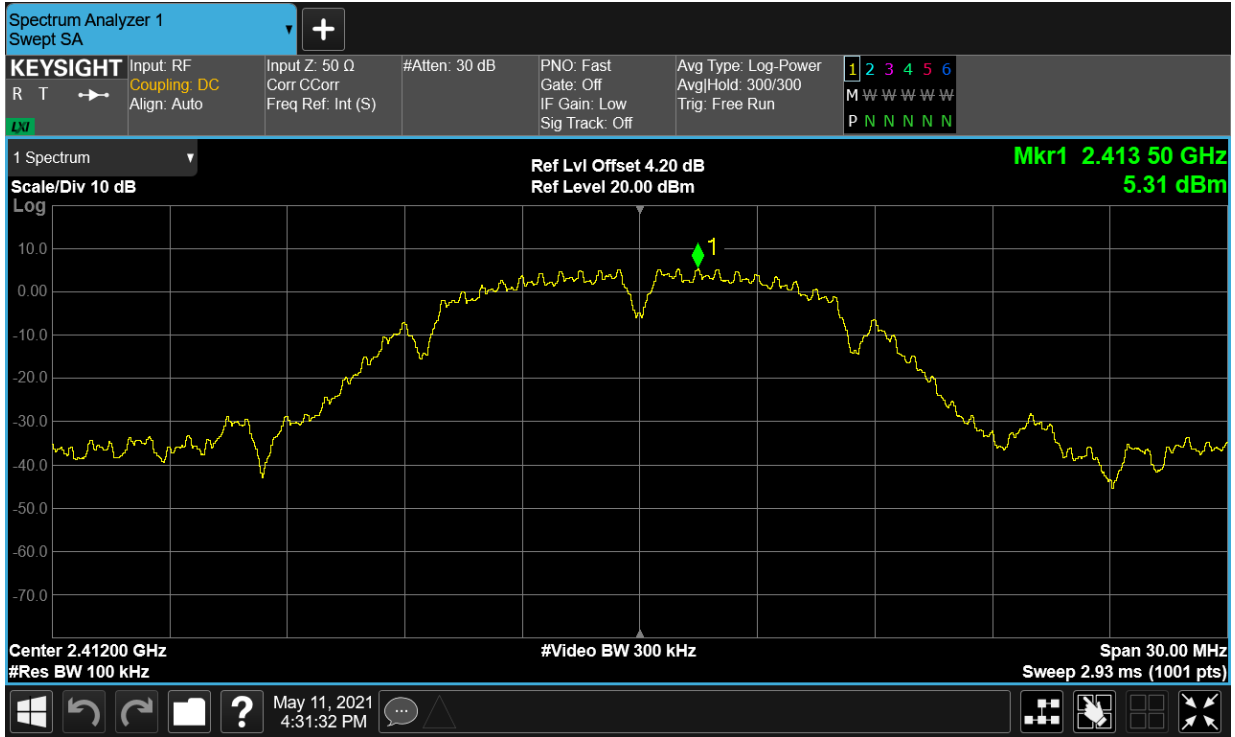 Spectrum Analyzer 1
Swept SA
▼
+
KEYSIGHT
R T
LXI
Input: RF
Coupling: DC
Align: Auto
Input Z: 50 Ω
Corr CCorr
Freq Ref: Int (S)
#Atten: 30 dB
PNO: Fast
Gate: Off
IF Gain: Low
Sig Track: Off
Avg Type: Log-Power
Avg|Hold: 300/300
Trig: Free Run
1 2 3 4 5 6
M W W W W W
P N N N N N
1 Spectrum ▼
Scale/Div 10 dB
Log
Ref Lvl Offset 4.20 dB
Ref Level 20.00 dBm
Mkr1 2.413 50 GHz
5.31 dBm
1
10.0
0.00
-10.0
-20.0
-30.0
-40.0
-50.0
-60.0
-70.0
Center 2.41200 GHz
#Res BW 100 kHz
#Video BW 300 kHz
Span 30.00 MHz
Sweep 2.93 ms (1001 pts)
?
May 11, 2021
4:31:32 PM